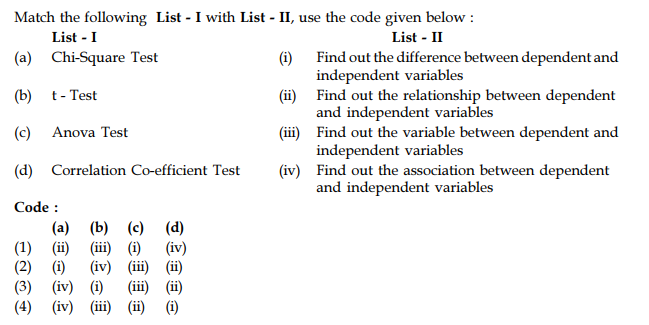 Match the following List - I with List - II, use the code given below :
List - I List - II
(a) Chi-Square Test (i) Find out the difference between dependent and
independent variables
(b) t - Test (ii) Find out the relationship between dependent
and independent variables
(c) Anova Test (iii) Find out the variable between dependent and
independent variables
(d) Correlation Co-efficient Test (iv) Find out the association between dependent
and independent variables
Code :
(a) (b) (c) (d)
(1) (ii) (iii) (i) (iv)
(2) (i) (iv) (iii) (ii)
(3) (iv) (i) (iii) (ii)
(4) (iv) (iii) (ii) (i)